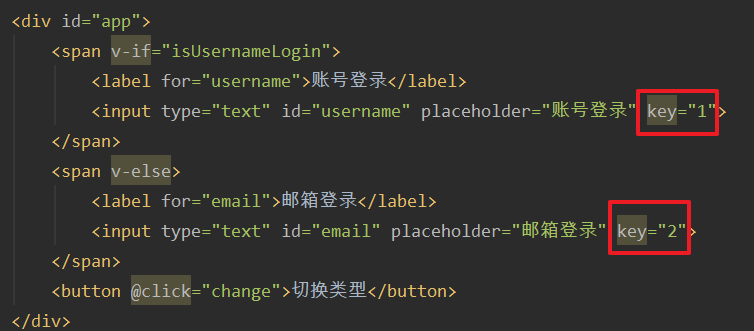 <div id="app">
<span v-if="isUsernameLogin">
<label for="username">账号登录</label>
<input type="text" id="username" placeholder="账号登录" key="1">
</span>
<span v-else>
<label for="email">邮箱登录</label>
<input type="text" id="email" placeholder="邮箱登录" key="2">
</span>
<button @click="change">切换类型</button>
</div>